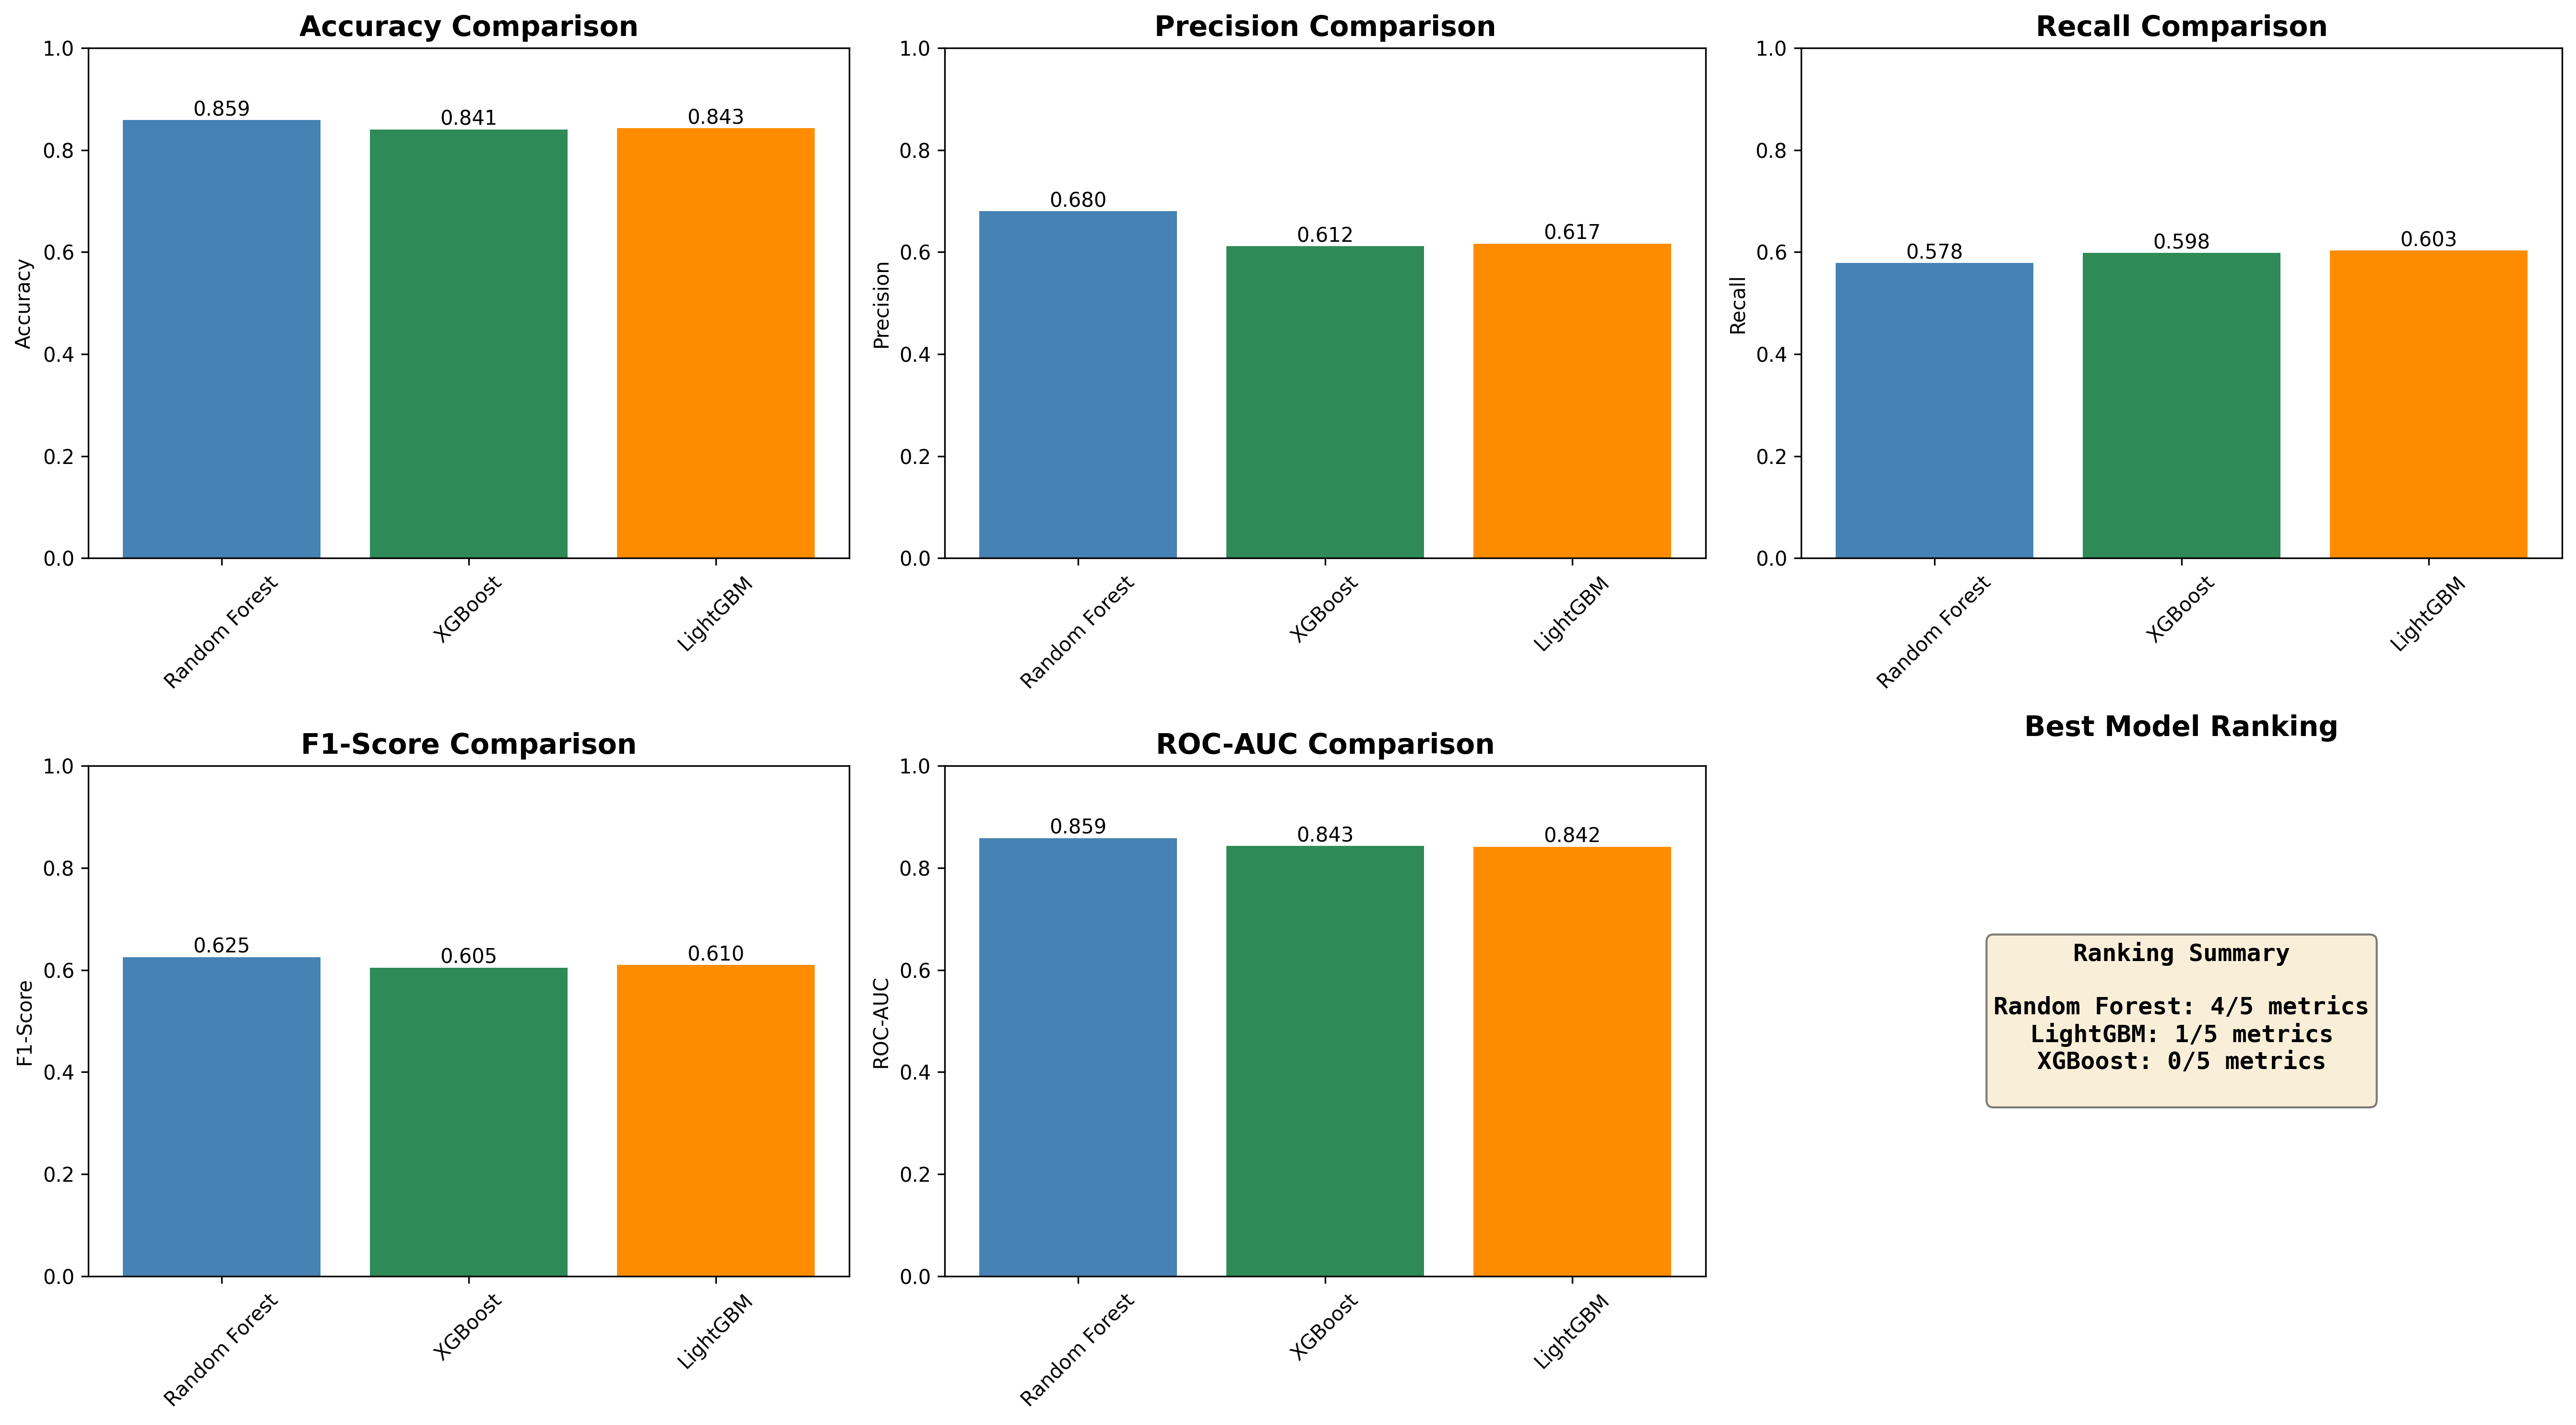 Accuracy Comparison
1.0
0.8
0.6
0.4
0.2
0.0
Accuracy
0.859
0.841
0.843
Random Forest
XGBoost
LightGBM
Precision Comparison
1.0
0.8
0.6
0.4
0.2
0.0
Precision
0.680
0.612
0.617
Random Forest
XGBoost
LightGBM
Recall Comparison
1.0
0.8
0.6
0.4
0.2
0.0
Recall
0.578
0.598
0.603
Random Forest
XGBoost
LightGBM
F1-Score Comparison
1.0
0.8
0.6
0.4
0.2
0.0
F1-Score
0.625
0.605
0.610
Random Forest
XGBoost
LightGBM
ROC-AUC Comparison
1.0
0.8
0.6
0.4
0.2
0.0
ROC-AUC
0.859
0.843
0.842
Random Forest
XGBoost
LightGBM
Best Model Ranking
Ranking Summary
Random Forest: 4/5 metrics
LightGBM: 1/5 metrics
XGBoost: 0/5 metrics